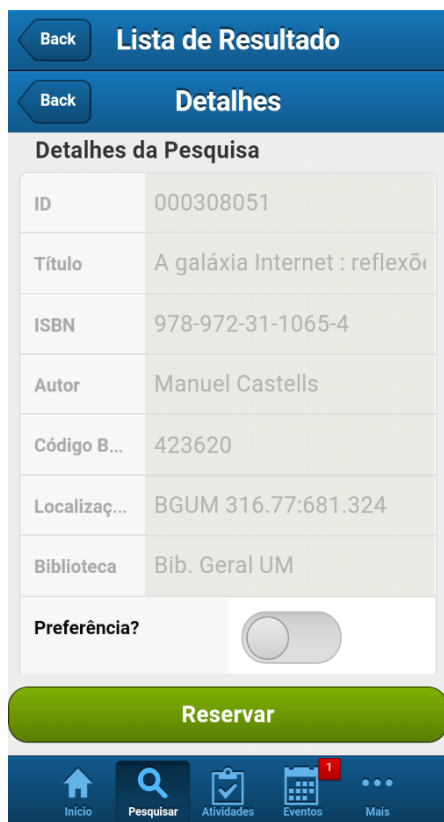 Back Lista de Resultado
Back Detalhes
Detalhes da Pesquisa
ID 000308051
Título A galáxia Internet : reflexõ
ISBN 978-972-31-1065-4
Autor Manuel Castells
Código B... 423620
Localizaç... BGUM 316.77:681.324
Biblioteca Bib. Geral UM
Preferência?
Reservar
1
Início Pesquisar Atividades Eventos Mais